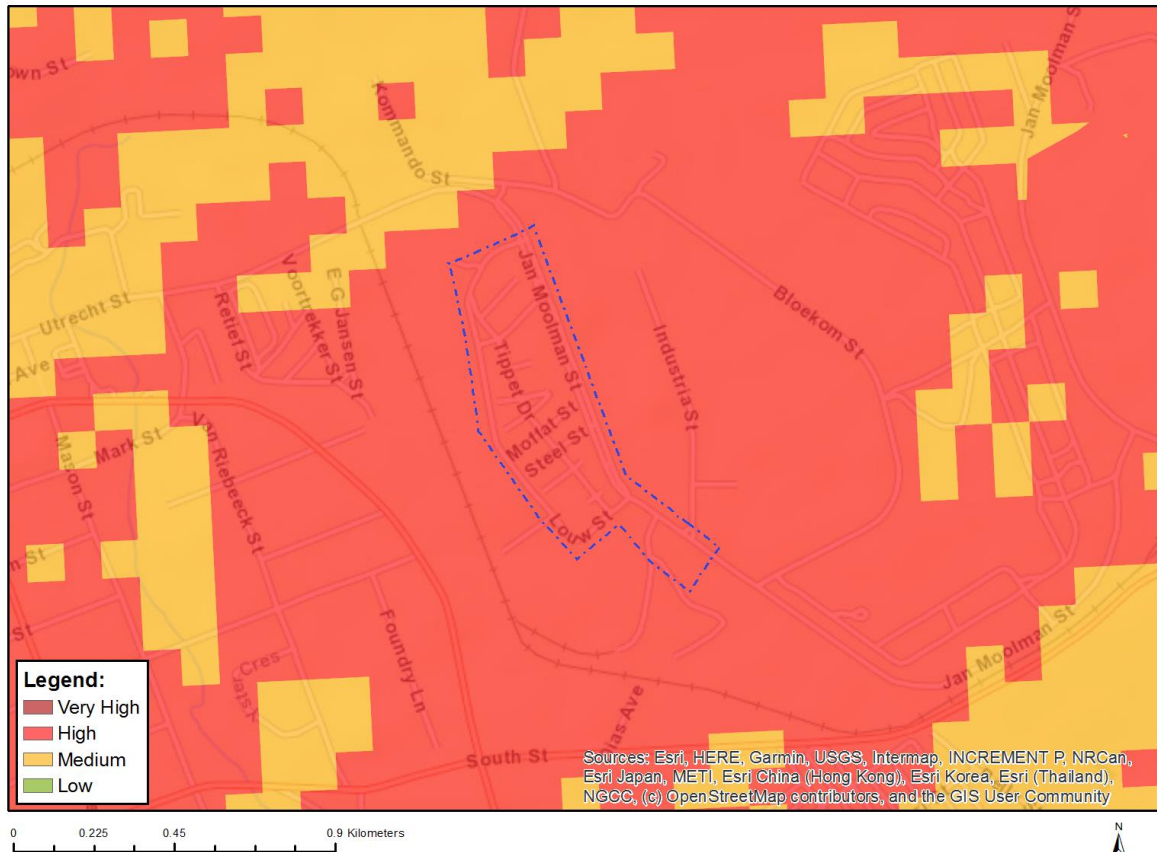 own St
Jan Moolman S
Kommando St
Jan Moolman St
Utrecht St
Retief St
Voortrekker St
E G Jansen St
Bloekom St
Industria St
Tippet Dr
Ave
Moffat St
Steel St
Mark St
Mason St
Van Riebeeck St
Louw St
n St
St
Foundry Ln
Cres
Jan Moolman St
Dias Ave
South St
Legend:
Very High
High
Medium
Low
Sources: Esri, HERE, Garmin, USGS, Intermap, INCREMENT P, NRCan,
Esri Japan, METI, Esri China (Hong Kong), Esri Korea, Esri (Thailand),
NGCC, (c) OpenStreetMap contributors, and the GIS User Community
0 0.225 0.45 0.9 Kilometers
N